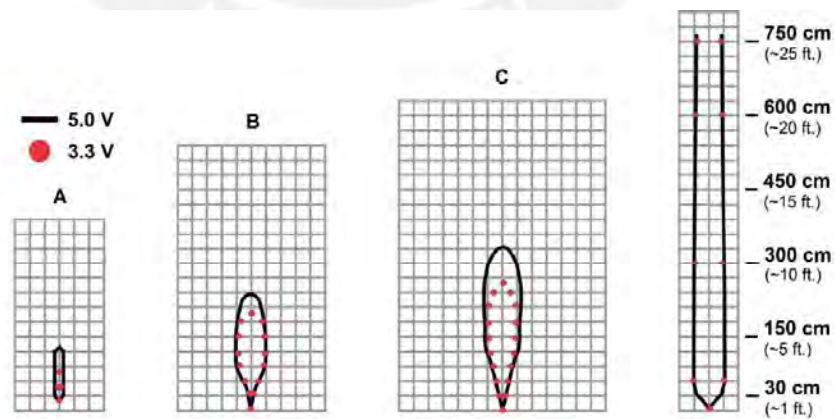 5.0 V
3.3 V
A
B
C
750 cm
(~25 ft.)
600 cm
(~20 ft.)
450 cm
(~15 ft.)
300 cm
(~10 ft.)
150 cm
(~5 ft.)
30 cm
(~1 ft.)